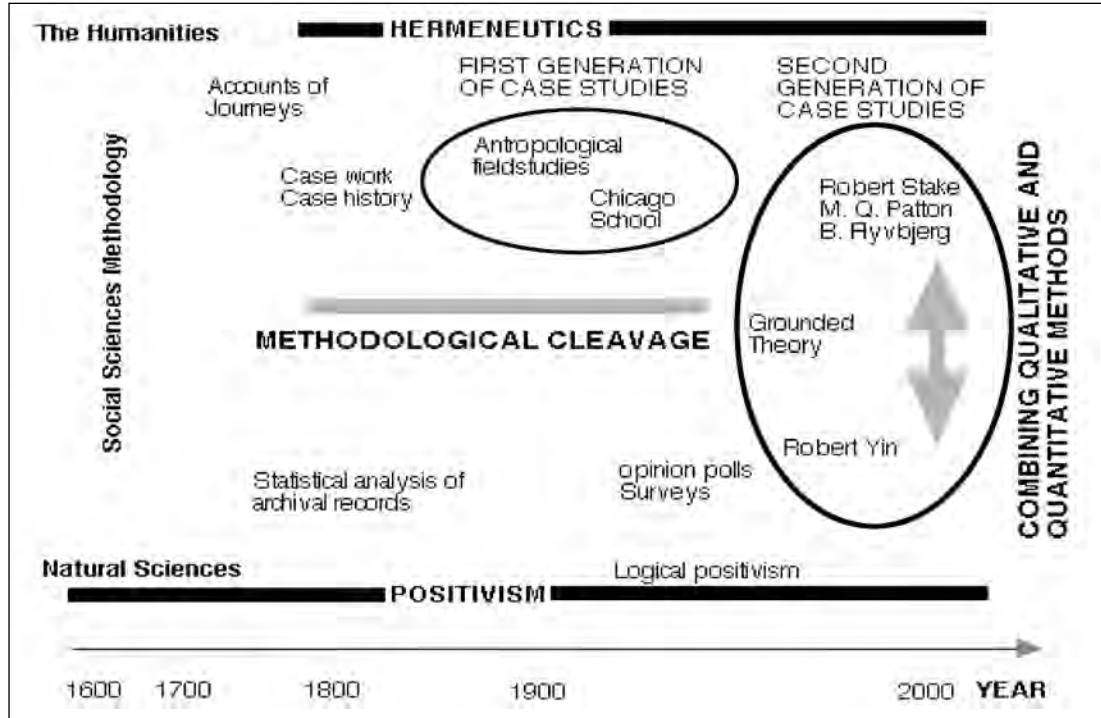 The Humanities
HERMENEUTICS
Accounts of
Journeys
FIRST GENERATION
OF CASE STUDIES
SECOND
GENERATION OF
CASE STUDIES
Antropological
fieldstudies
Case work
Case history
Chicago
School
Robert Stake
M. Q. Patton
B. Flyvbjerg
Social Sciences Methodology
METHODOLOGICAL CLEAVAGE
Grounded
Theory
COMBINING QUALITATIVE AND
QUANTITATIVE METHODS
Robert Yin
Statistical analysis of
archival records
opinion polls
Surveys
Natural Sciences
Logical positivism
POSITIVISM
1600 1700 1800 1900 2000 YEAR